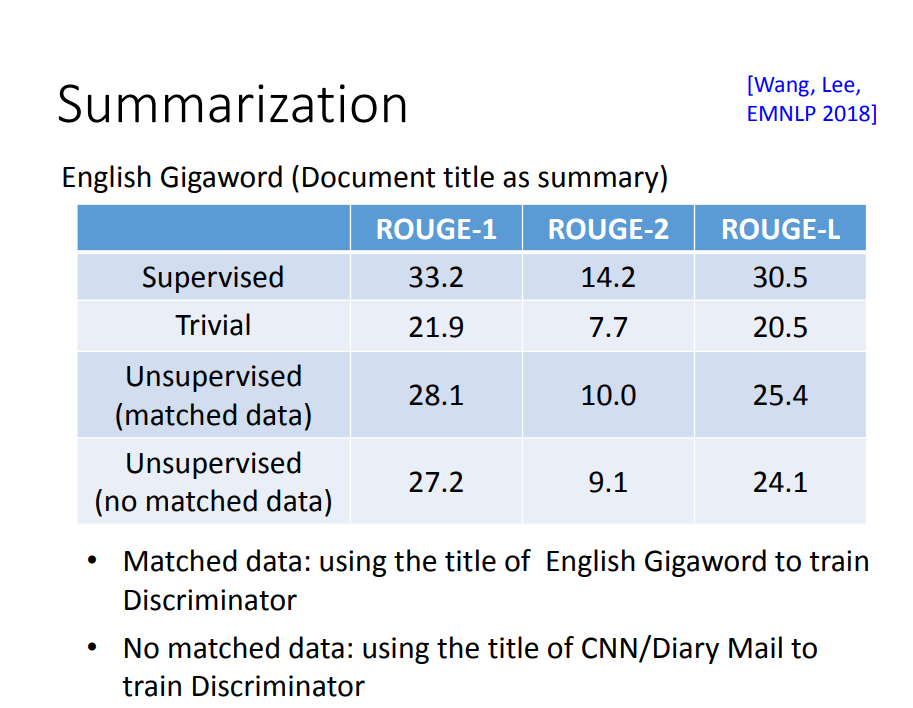 Summarization
[Wang, Lee,
EMNLP 2018]
English Gigaword (Document title as summary)
ROUGE-1 ROUGE-2 ROUGE-L
Supervised 33.2 14.2 30.5
Trivial 21.9 7.7 20.5
Unsupervised
(matched data) 28.1 10.0 25.4
Unsupervised
(no matched data) 27.2 9.1 24.1
• Matched data: using the title of English Gigaword to train
Discriminator
• No matched data: using the title of CNN/Diary Mail to
train Discriminator